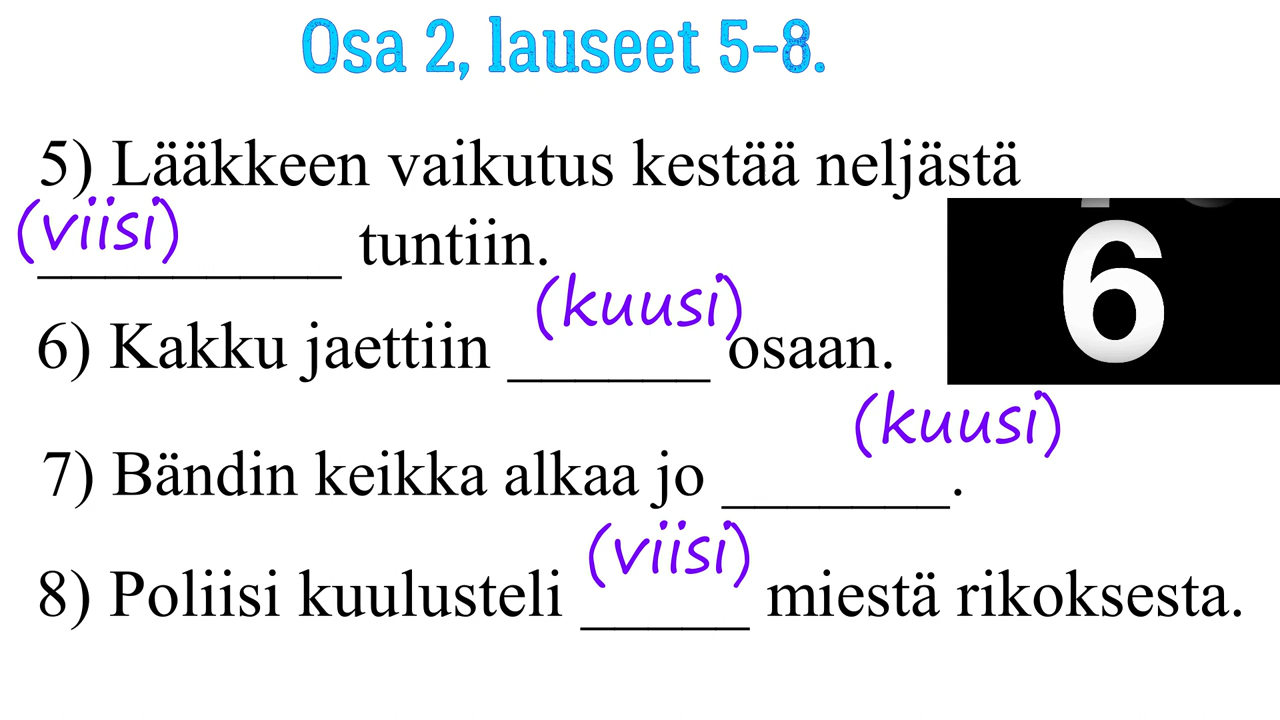 Osa 2, lauseet 5-8.
5) Lääkkeen vaikutus kestää neljästä
(viisi)
__________ tuntiin.
(kuusi)
6) Kakku jaettiin ______ osaan.
6
(kuusi)
7) Bändin keikka alkaa jo _______.
(viisi)
8) Poliisi kuulusteli _____ miestä rikoksesta.